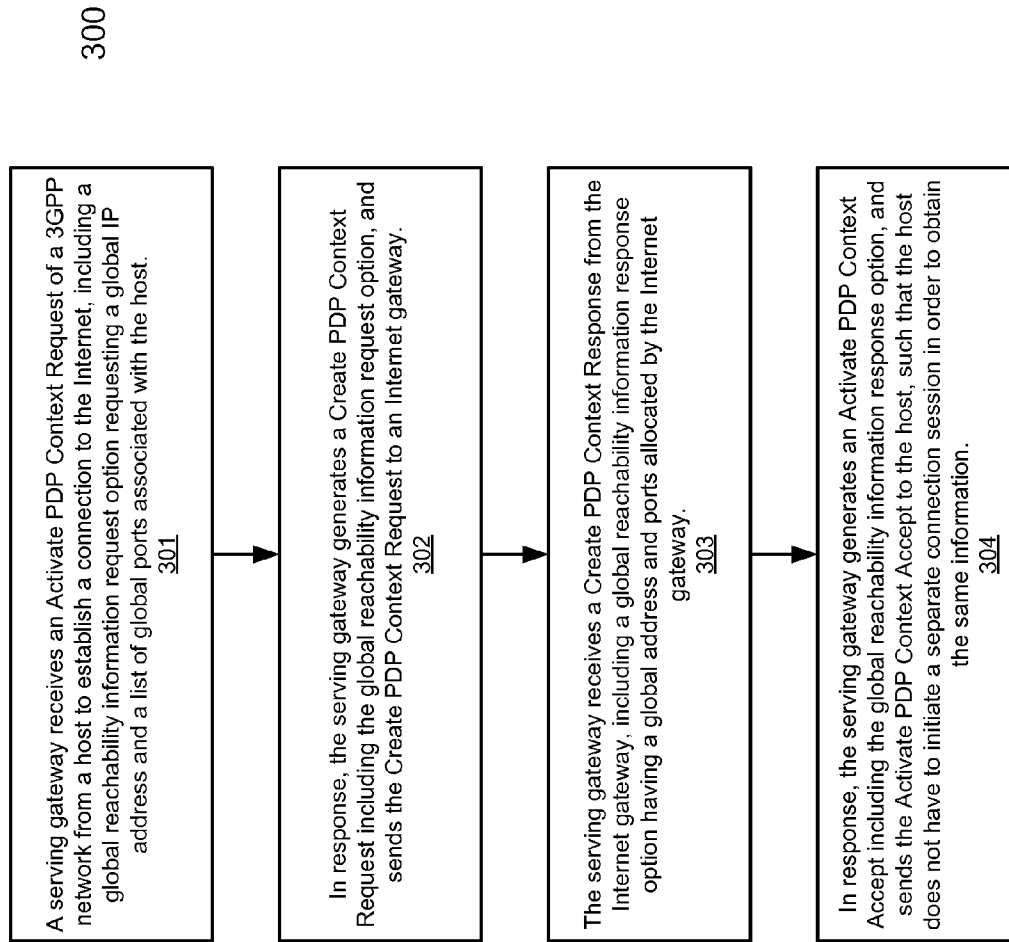 300
A serving gateway receives an Activate PDP Context Request of a 3GPP
network from a host to establish a connection to the Internet, including a
global reachability information request option requesting a global IP
address and a list of global ports associated with the host.
301
In response, the serving gateway generates a Create PDP Context
Request including the global reachability information request option, and
sends the Create PDP Context Request to an Internet gateway.
302
The serving gateway receives a Create PDP Context Response from the
Internet gateway, including a global reachability information response
option having a global address and ports allocated by the Internet
gateway.
303
In response, the serving gateway generates an Activate PDP Context
Accept including the global reachability information response option, and
sends the Activate PDP Context Accept to the host, such that the host
does not have to initiate a separate connection session in order to obtain
the same information.
304